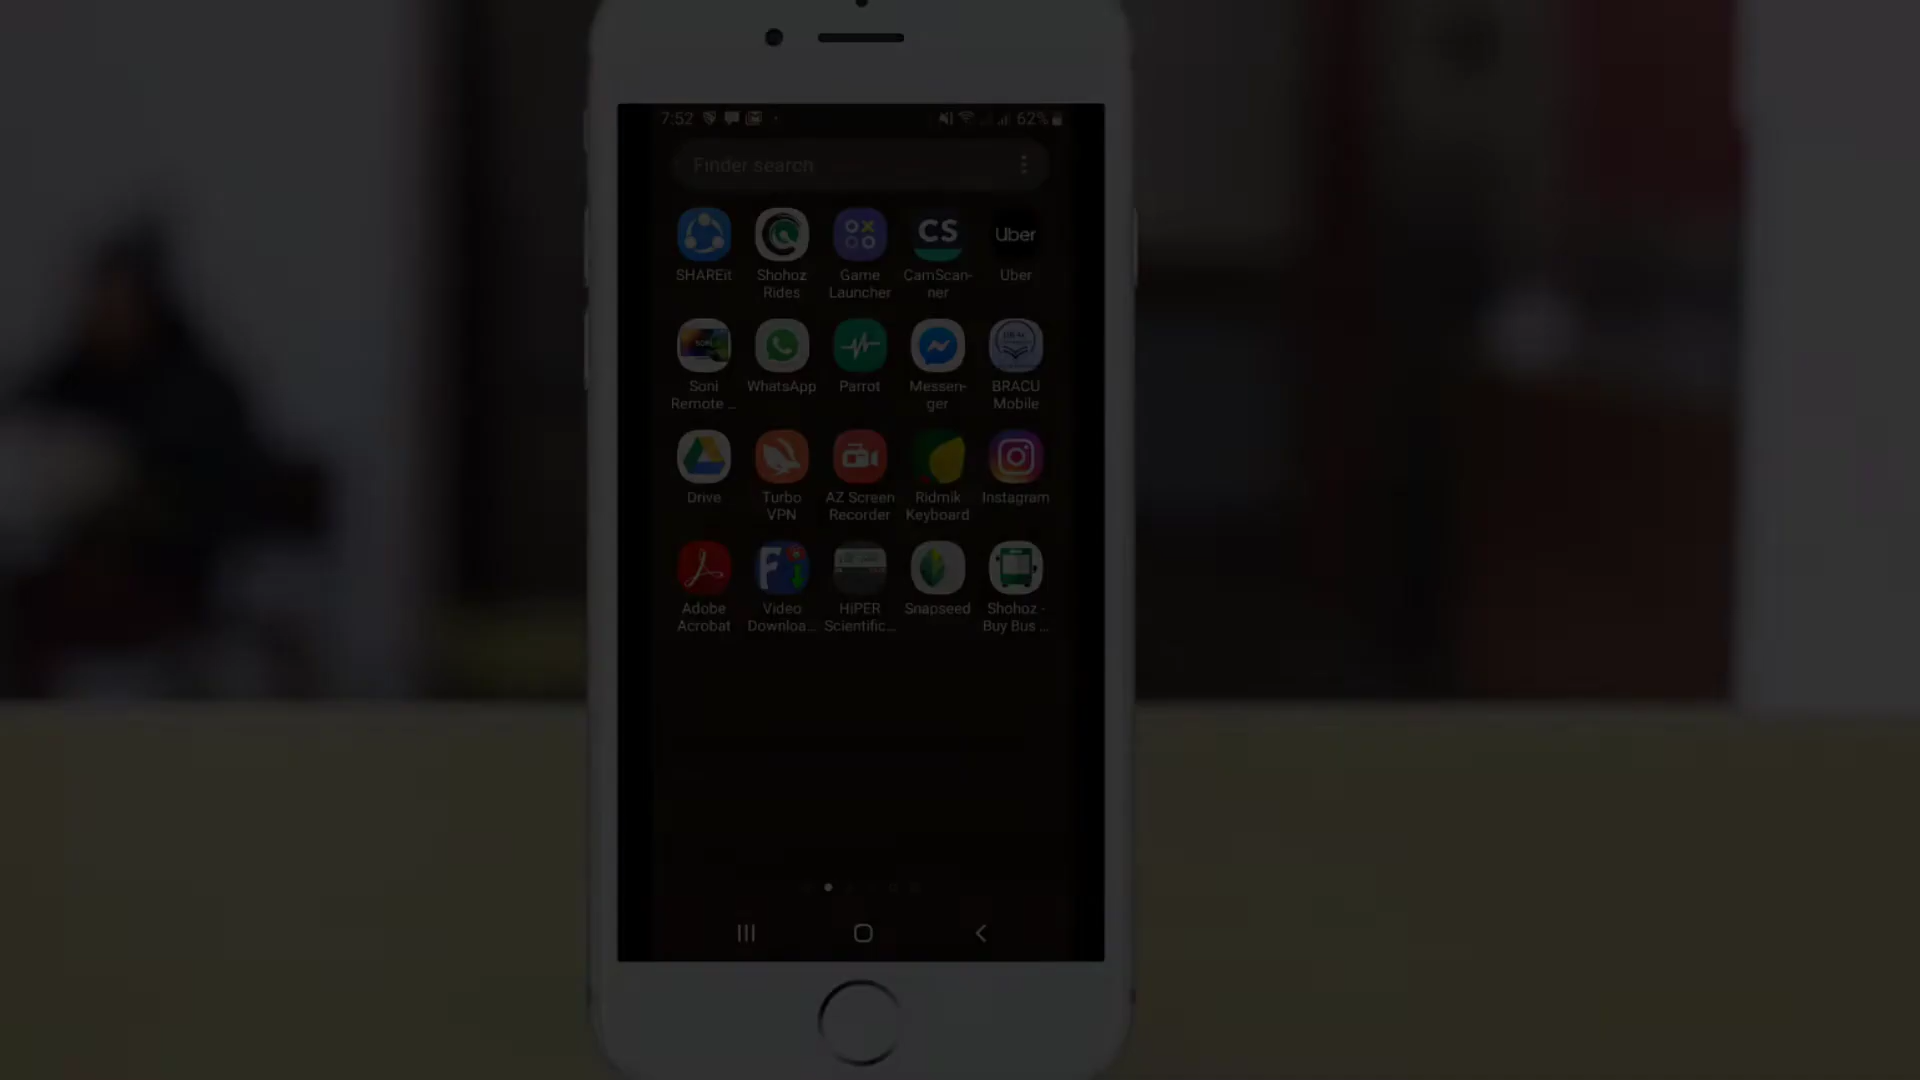 7:52
62%
Finder search
CS
Uber
SHAREit
Shohoz
Rides
Game
Launcher
CamScan-
ner
Uber
Soni
Remote ...
WhatsApp
Parrot
Messen-
ger
BRACU
Mobile
Drive
Turbo
VPN
AZ Screen
Recorder
Ridmik
Keyboard
Instagram
Adobe
Acrobat
Video
Downloa...
HiPER
Scientific...
Snapseed
Shohoz -
Buy Bus ...